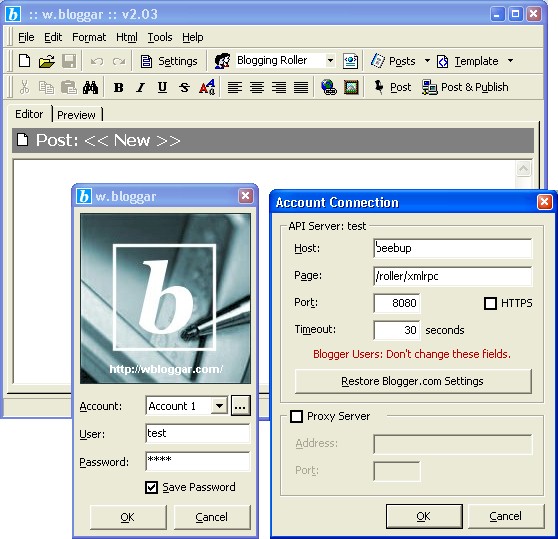 b :: w.bloggar :: v2.03
File Edit Format Html Tools Help
Settings Blogging Roller Posts Template
B I U S AA Post Post & Publish
Editor Preview
Post: << New >>
b w.bloggar
b
http://wbloggar.com/
Account: Account 1 ...
User: test
Password: ****
Save Password
OK Cancel
Account Connection
API Server: test
Host: beebup
Page: /roller/xmlrpc
Port: 8080 HTTPS
Timeout: 30 seconds
Blogger Users: Don't change these fields.
Restore Blogger.com Settings
Proxy Server
Address:
Port:
OK Cancel